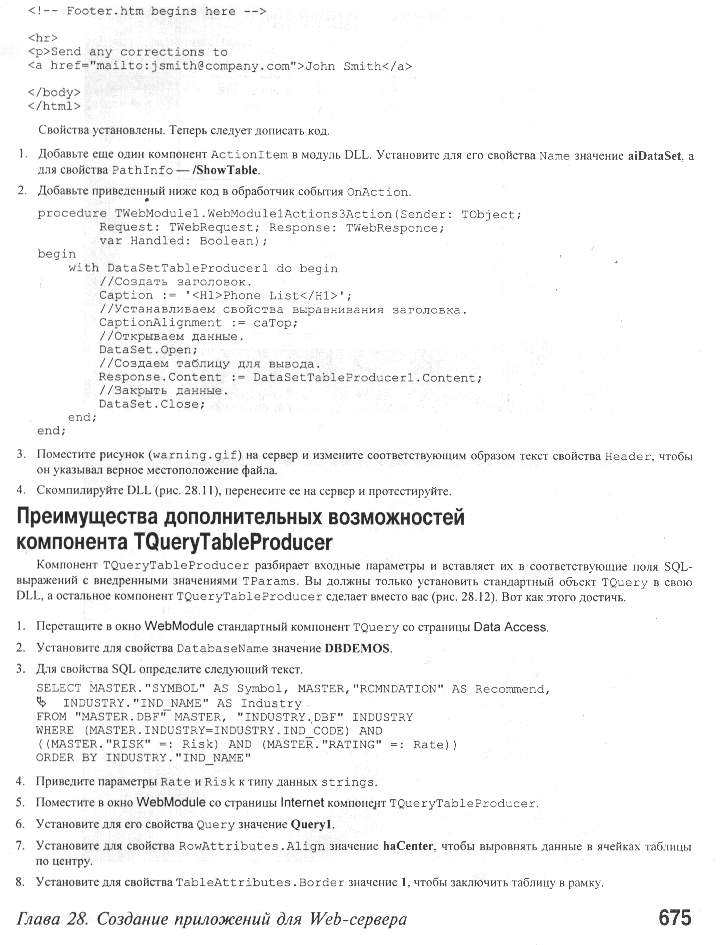 <!-- Footer.htm begins here -->
<hr>
<p>Send any corrections to
<a href="mailto:jsmith@company.com">John Smith</a>
</body>
</html>
Свойства установлены. Теперь следует дописать код.
1. Добавьте еще один компонент ActionItem в модуль DLL. Установите для его свойства Name значение aiDataSet, а
для свойства PathInfo — /ShowTable.
2. Добавьте приведенный ниже код в обработчик события OnAction.
procedure TWebModule1.WebModule1Actions3Action(Sender: TObject;
Request: TWebRequest; Response: TWebResponce;
var Handled: Boolean);
begin
with DataSetTableProducer1 do begin
//Создать заголовок.
Caption := '<H1>Phone List</H1>';
//Устанавливаем свойства выравнивания заголовка.
CaptionAlignment := caTop;
//Открываем данные.
DataSet.Open;
//Создаем таблицу для вывода.
Response.Content := DataSetTableProducer1.Content;
//Закрыть данные.
DataSet.Close;
end;
end;
3. Поместите рисунок (warning.gif) на сервер и измените соответствующим образом текст свойства Header, чтобы
он указывал верное местоположение файла.
4. Скомпилируйте DLL (рис. 28.11), перенесите ее на сервер и протестируйте.
Преимущества дополнительных возможностей
компонента TQueryTableProducer
Компонент TQueryTableProducer разбирает входные параметры и вставляет их в соответствующие поля SQL-
выражений с внедренными значениями TParams. Вы должны только установить стандартный объект TQuery в свою
DLL, а остальное компонент TQueryTableProducer сделает вместо вас (рис. 28.12). Вот как этого достичь.
1. Перетащите в окно WebModule стандартный компонент TQuery со страницы Data Access.
2. Установите для свойства DatabaseName значение DBDEMOS.
3. Для свойства SQL определите следующий текст.
SELECT MASTER."SYMBOL" AS Symbol, MASTER,"RCMNDATION" AS Recommend,
↳ INDUSTRY."IND_NAME" AS Industry
FROM "MASTER.DBF" MASTER, "INDUSTRY.DBF" INDUSTRY
WHERE (MASTER.INDUSTRY=INDUSTRY.IND_CODE) AND
((MASTER."RISK" =: Risk) AND (MASTER."RATING" =: Rate))
ORDER BY INDUSTRY."IND_NAME"
4. Приведите параметры Rate и Risk к типу данных strings.
5. Поместите в окно WebModule со страницы Internet компонент TQueryTableProducer.
6. Установите для его свойства Query значение Query1.
7. Установите для свойства RowAttributes.Align значение haCenter, чтобы выровнять данные в ячейках таблицы
по центру.
8. Установите для свойства TableAttributes.Border значение 1, чтобы заключить таблицу в рамку.
Глава 28. Создание приложений для Web-сервера 675